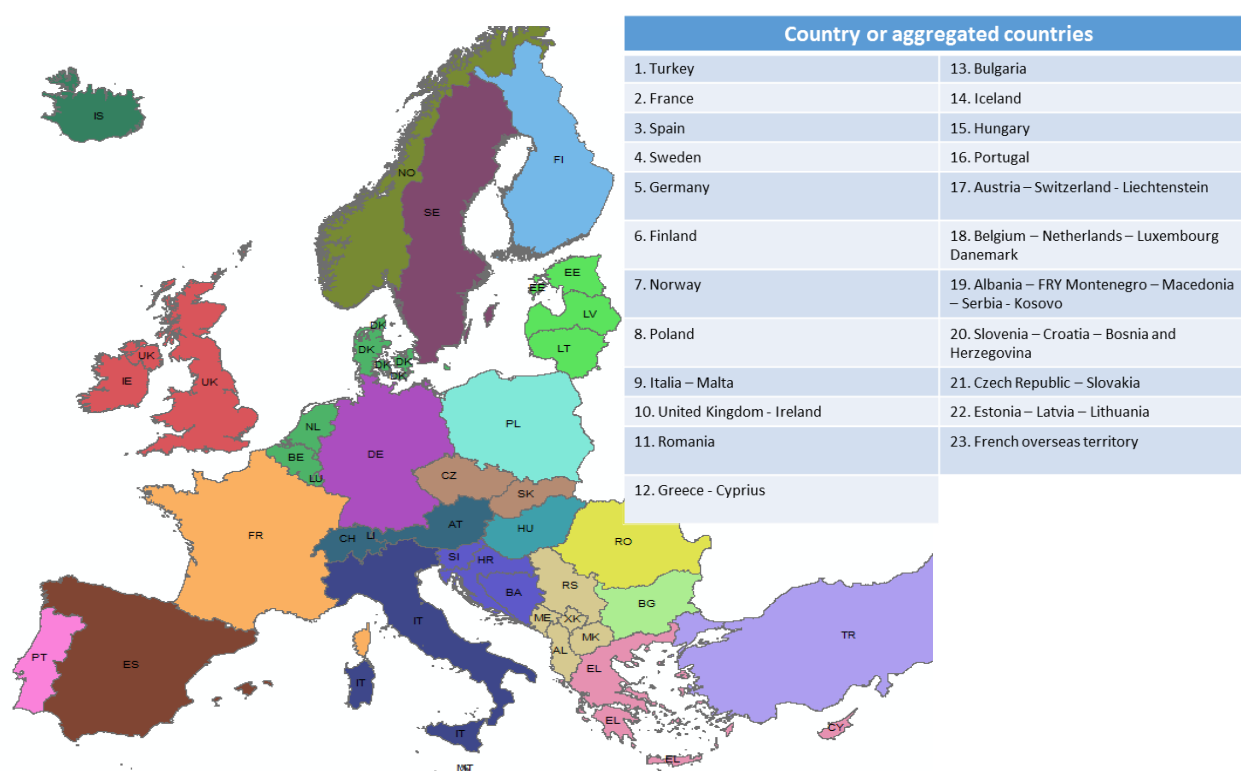 Country or aggregated countries
1. Turkey
13. Bulgaria
2. France
14. Iceland
3. Spain
15. Hungary
4. Sweden
16. Portugal
5. Germany
17. Austria – Switzerland - Liechtenstein
6. Finland
18. Belgium – Netherlands – Luxembourg
Danemark
7. Norway
19. Albania – FRY Montenegro – Macedonia
– Serbia - Kosovo
8. Poland
20. Slovenia – Croatia – Bosnia and
Herzegovina
9. Italia – Malta
21. Czech Republic – Slovakia
10. United Kingdom - Ireland
22. Estonia – Latvia – Lithuania
11. Romania
23. French overseas territory
12. Greece - Cyprius
IS
NO
FI
SE
EE
EE
LV
LT
DK
DK
DK
DK
DK
UK
IE
UK
NL
BE
LU
DE
PL
CZ
SK
FR
CH
LI
AT
HU
RO
SI
HR
BA
RS
BG
ME
XK
MK
AL
IT
IT
IT
MT
PT
ES
EL
EL
EL
TR
CY